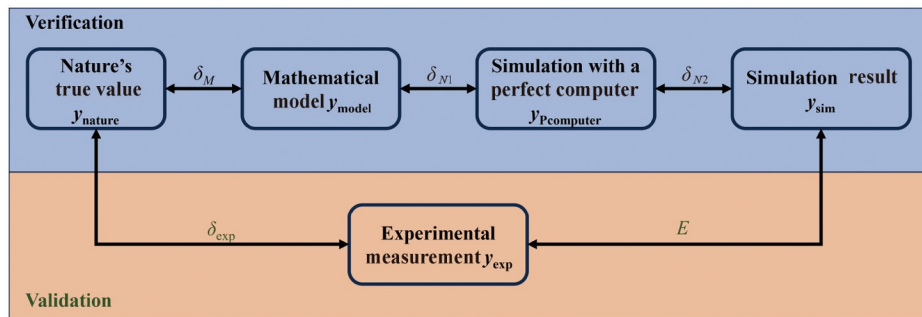 Verification
Nature's
true value
y_nature
δ_M
Mathematical
model y_model
δ_N1
Simulation with a
perfect computer
y_Pcomputer
δ_N2
Simulation result
y_sim
δ_exp
Experimental
measurement y_exp
E
Validation